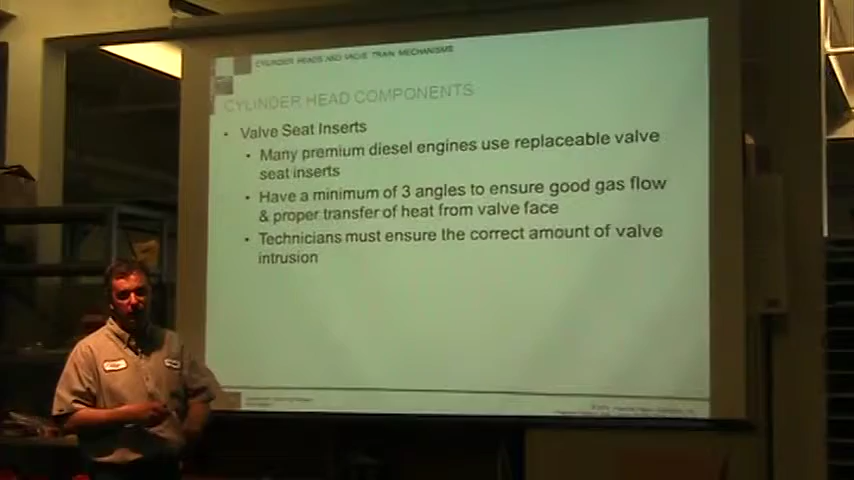 CYLINDER HEADS AND VALVE TRAIN MECHANISMS
CYLINDER HEAD COMPONENTS
• Valve Seat Inserts
• Many premium diesel engines use replaceable valve
seat inserts
• Have a minimum of 3 angles to ensure good gas flow
& proper transfer of heat from valve face
• Technicians must ensure the correct amount of valve
intrusion